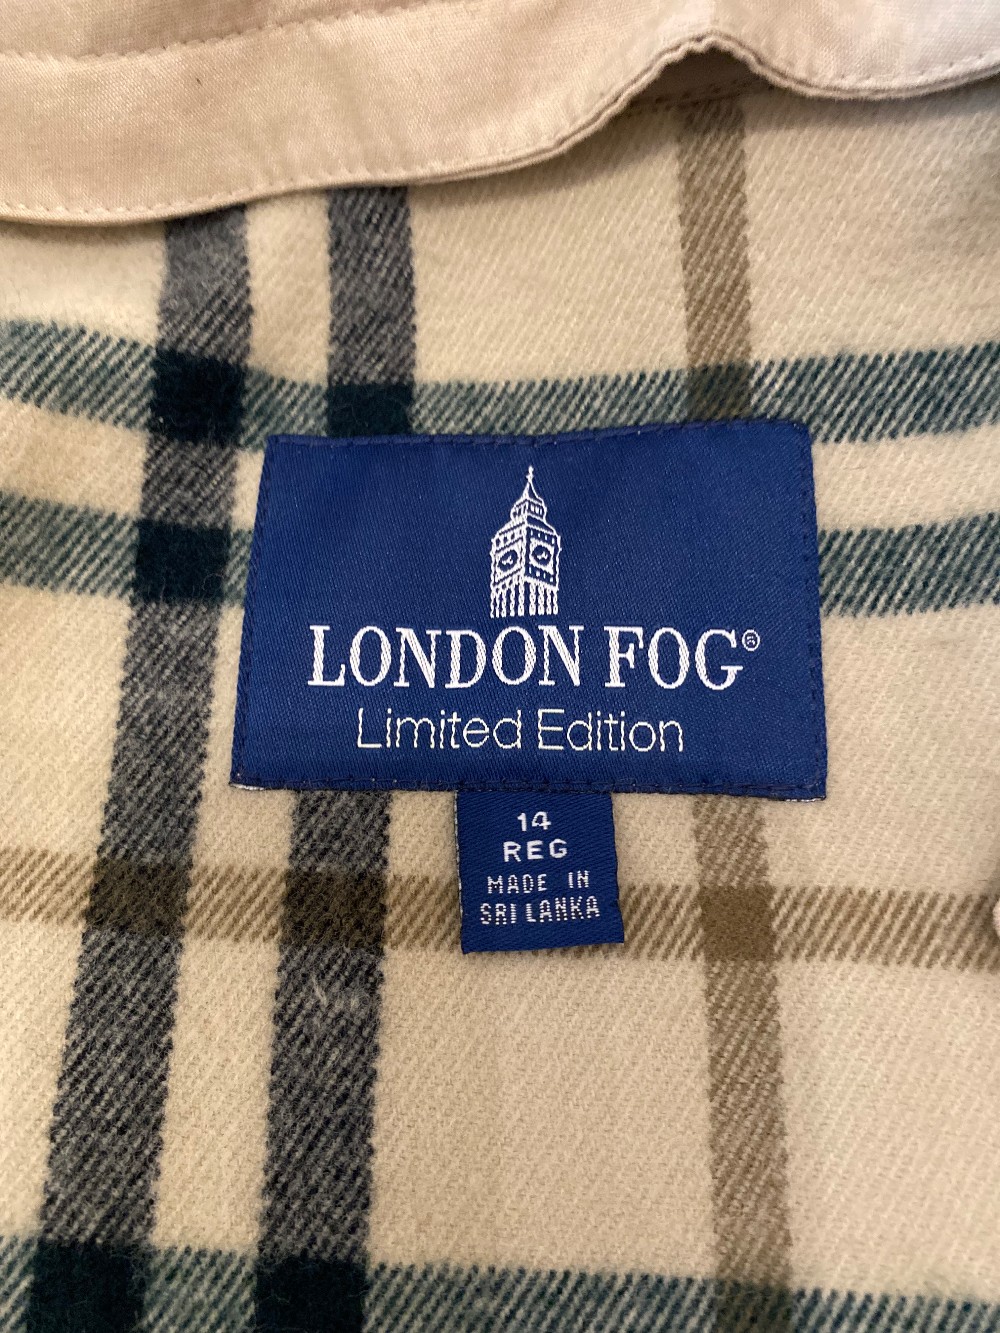 LONDON FOG®
Limited Edition
14
REG
MADE IN
SRI LANKA